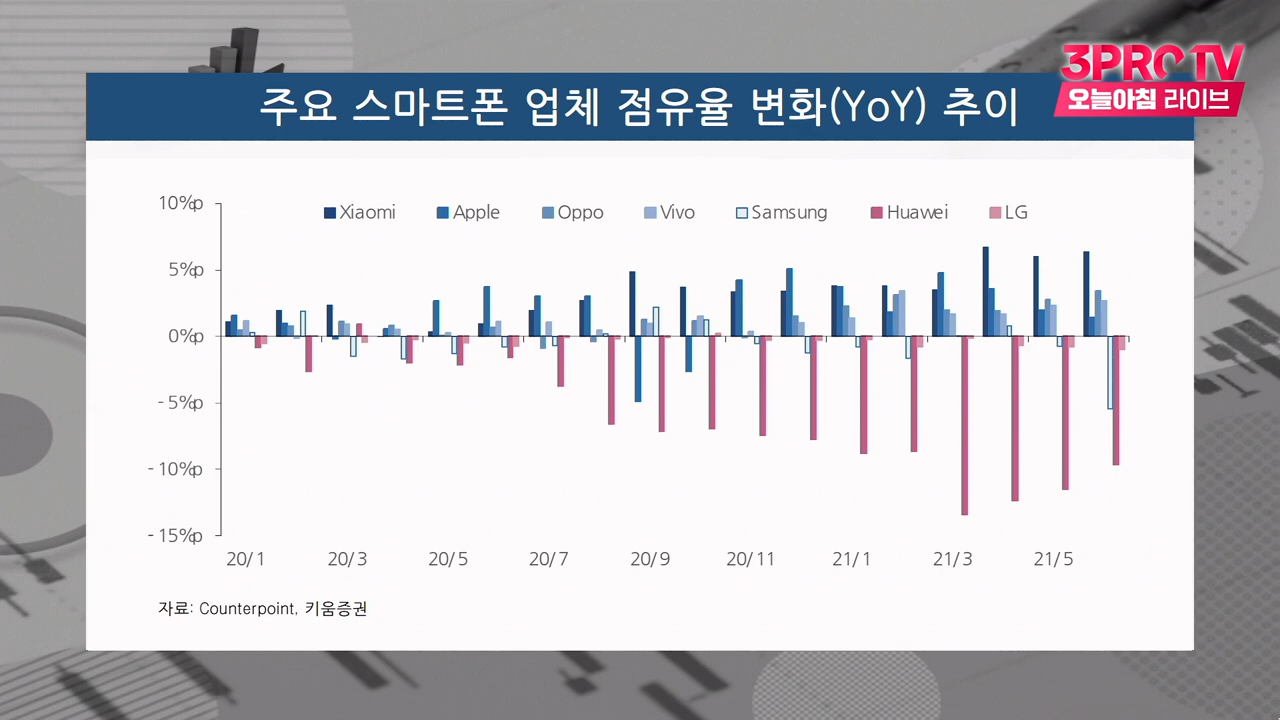 3PRO TV
오늘아침 라이브
주요 스마트폰 업체 점유율 변화(YoY) 추이
10%p
Xiaomi Apple Oppo Vivo Samsung Huawei LG
5%p
0%p
-5%p
-10%p
-15%p
20/1 20/3 20/5 20/7 20/9 20/11 21/1 21/3 21/5
자료: Counterpoint, 키움증권